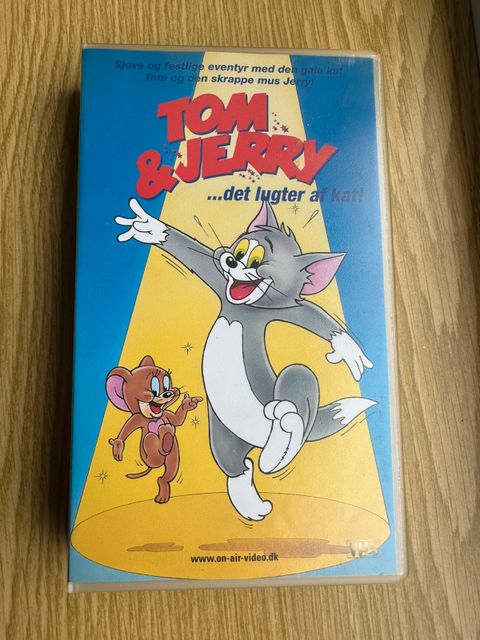 Sjove og festlige eventyr med den gale kat
Tom og den skrappe mus Jerry!
TOM
& JERRY
...det lugter af kat!
www.on-air-video.dk
VHS